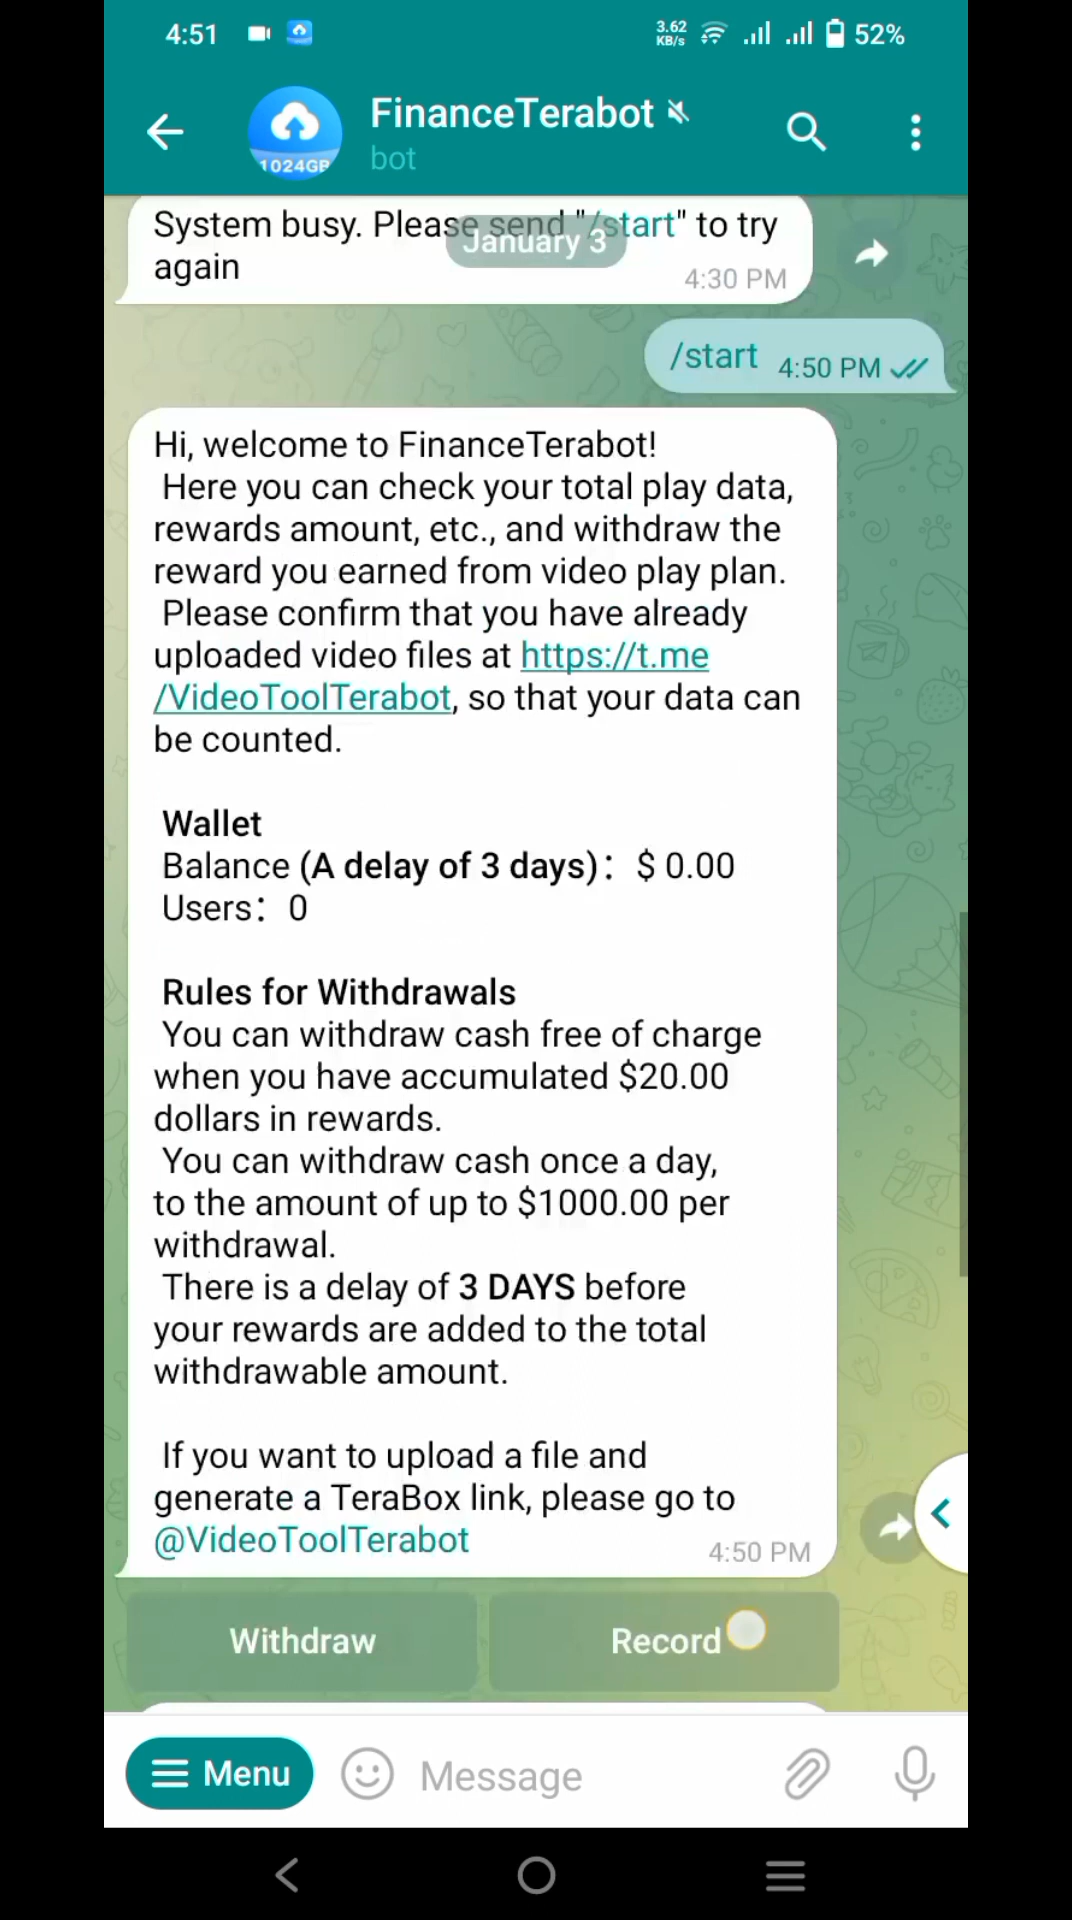 4:51
3.62
KB/s
52%
FinanceTerabot
1024GB
bot
System busy. Please send "/start" to try
January 3
again
4:30 PM
/start 4:50 PM
Hi, welcome to FinanceTerabot!
Here you can check your total play data,
rewards amount, etc., and withdraw the
reward you earned from video play plan.
Please confirm that you have already
uploaded video files at https://t.me
/VideoToolTerabot, so that your data can
be counted.
Wallet
Balance (A delay of 3 days)： $ 0.00
Users： 0
Rules for Withdrawals
You can withdraw cash free of charge
when you have accumulated $20.00
dollars in rewards.
You can withdraw cash once a day,
to the amount of up to $1000.00 per
withdrawal.
There is a delay of 3 DAYS before
your rewards are added to the total
withdrawable amount.
If you want to upload a file and
generate a TeraBox link, please go to
@VideoToolTerabot
4:50 PM
Withdraw
Record
Menu
Message